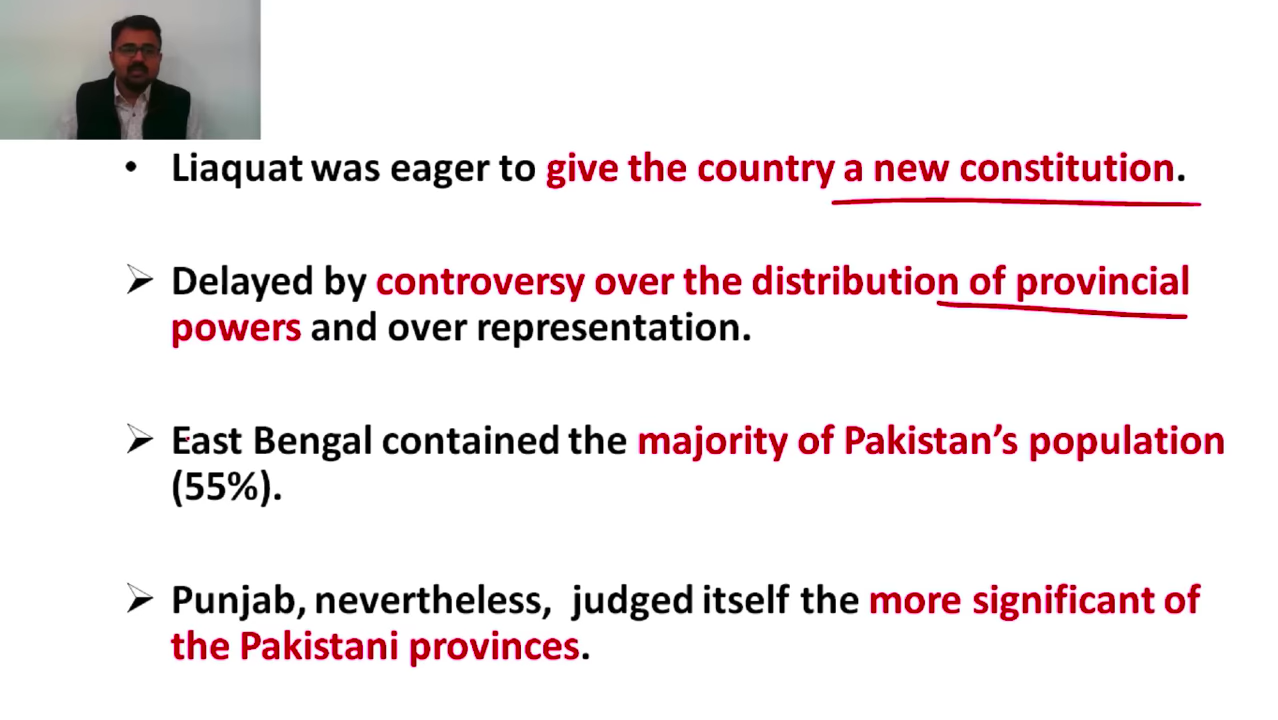 • Liaquat was eager to give the country a new constitution.
➢ Delayed by controversy over the distribution of provincial
powers and over representation.
➢ East Bengal contained the majority of Pakistan’s population
(55%).
➢ Punjab, nevertheless, judged itself the more significant of
the Pakistani provinces.